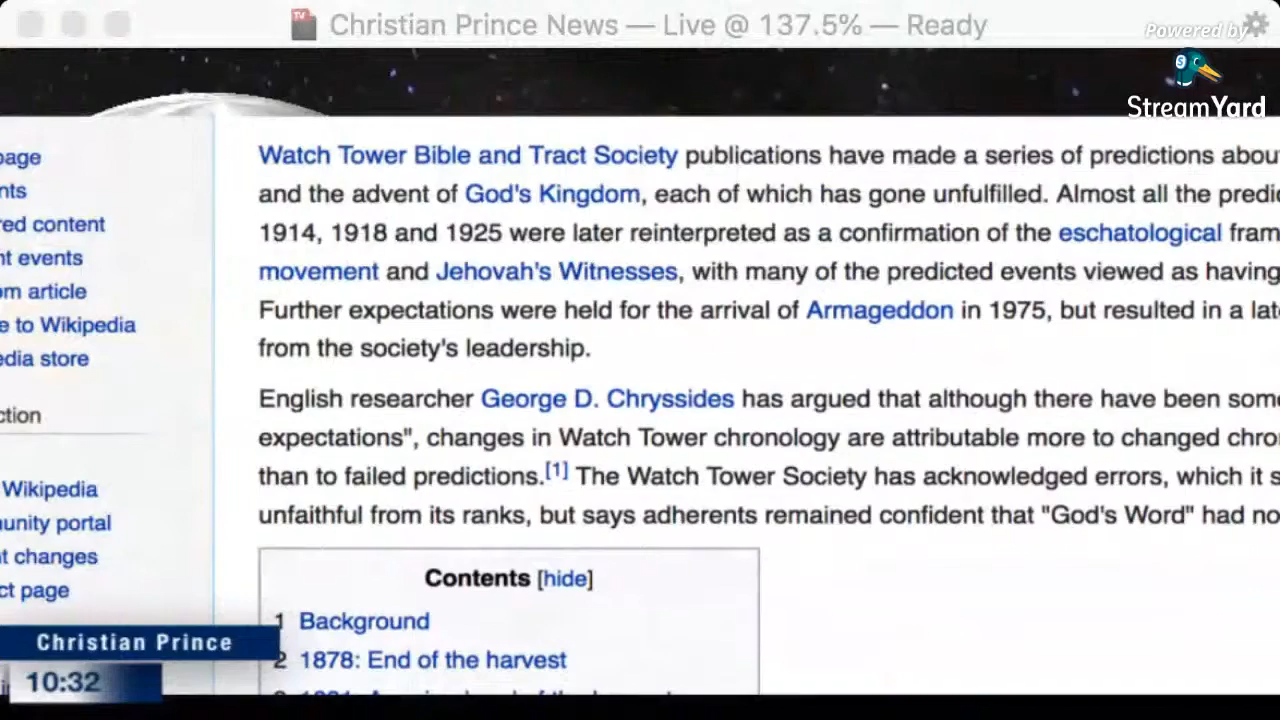 Christian Prince News — Live @ 137.5% — Ready
Powered by
StreamYard
page
nts
red content
nt events
om article
e to Wikipedia
edia store
ction
Wikipedia
unity portal
t changes
ct page
Watch Tower Bible and Tract Society publications have made a series of predictions abou
and the advent of God's Kingdom, each of which has gone unfulfilled. Almost all the predic
1914, 1918 and 1925 were later reinterpreted as a confirmation of the eschatological fram
movement and Jehovah's Witnesses, with many of the predicted events viewed as having
Further expectations were held for the arrival of Armageddon in 1975, but resulted in a late
from the society's leadership.
English researcher George D. Chryssides has argued that although there have been some
expectations", changes in Watch Tower chronology are attributable more to changed chro
than to failed predictions.[1] The Watch Tower Society has acknowledged errors, which it s
unfaithful from its ranks, but says adherents remained confident that "God's Word" had no
Contents [hide]
1 Background
2 1878: End of the harvest
Christian Prince
10:32